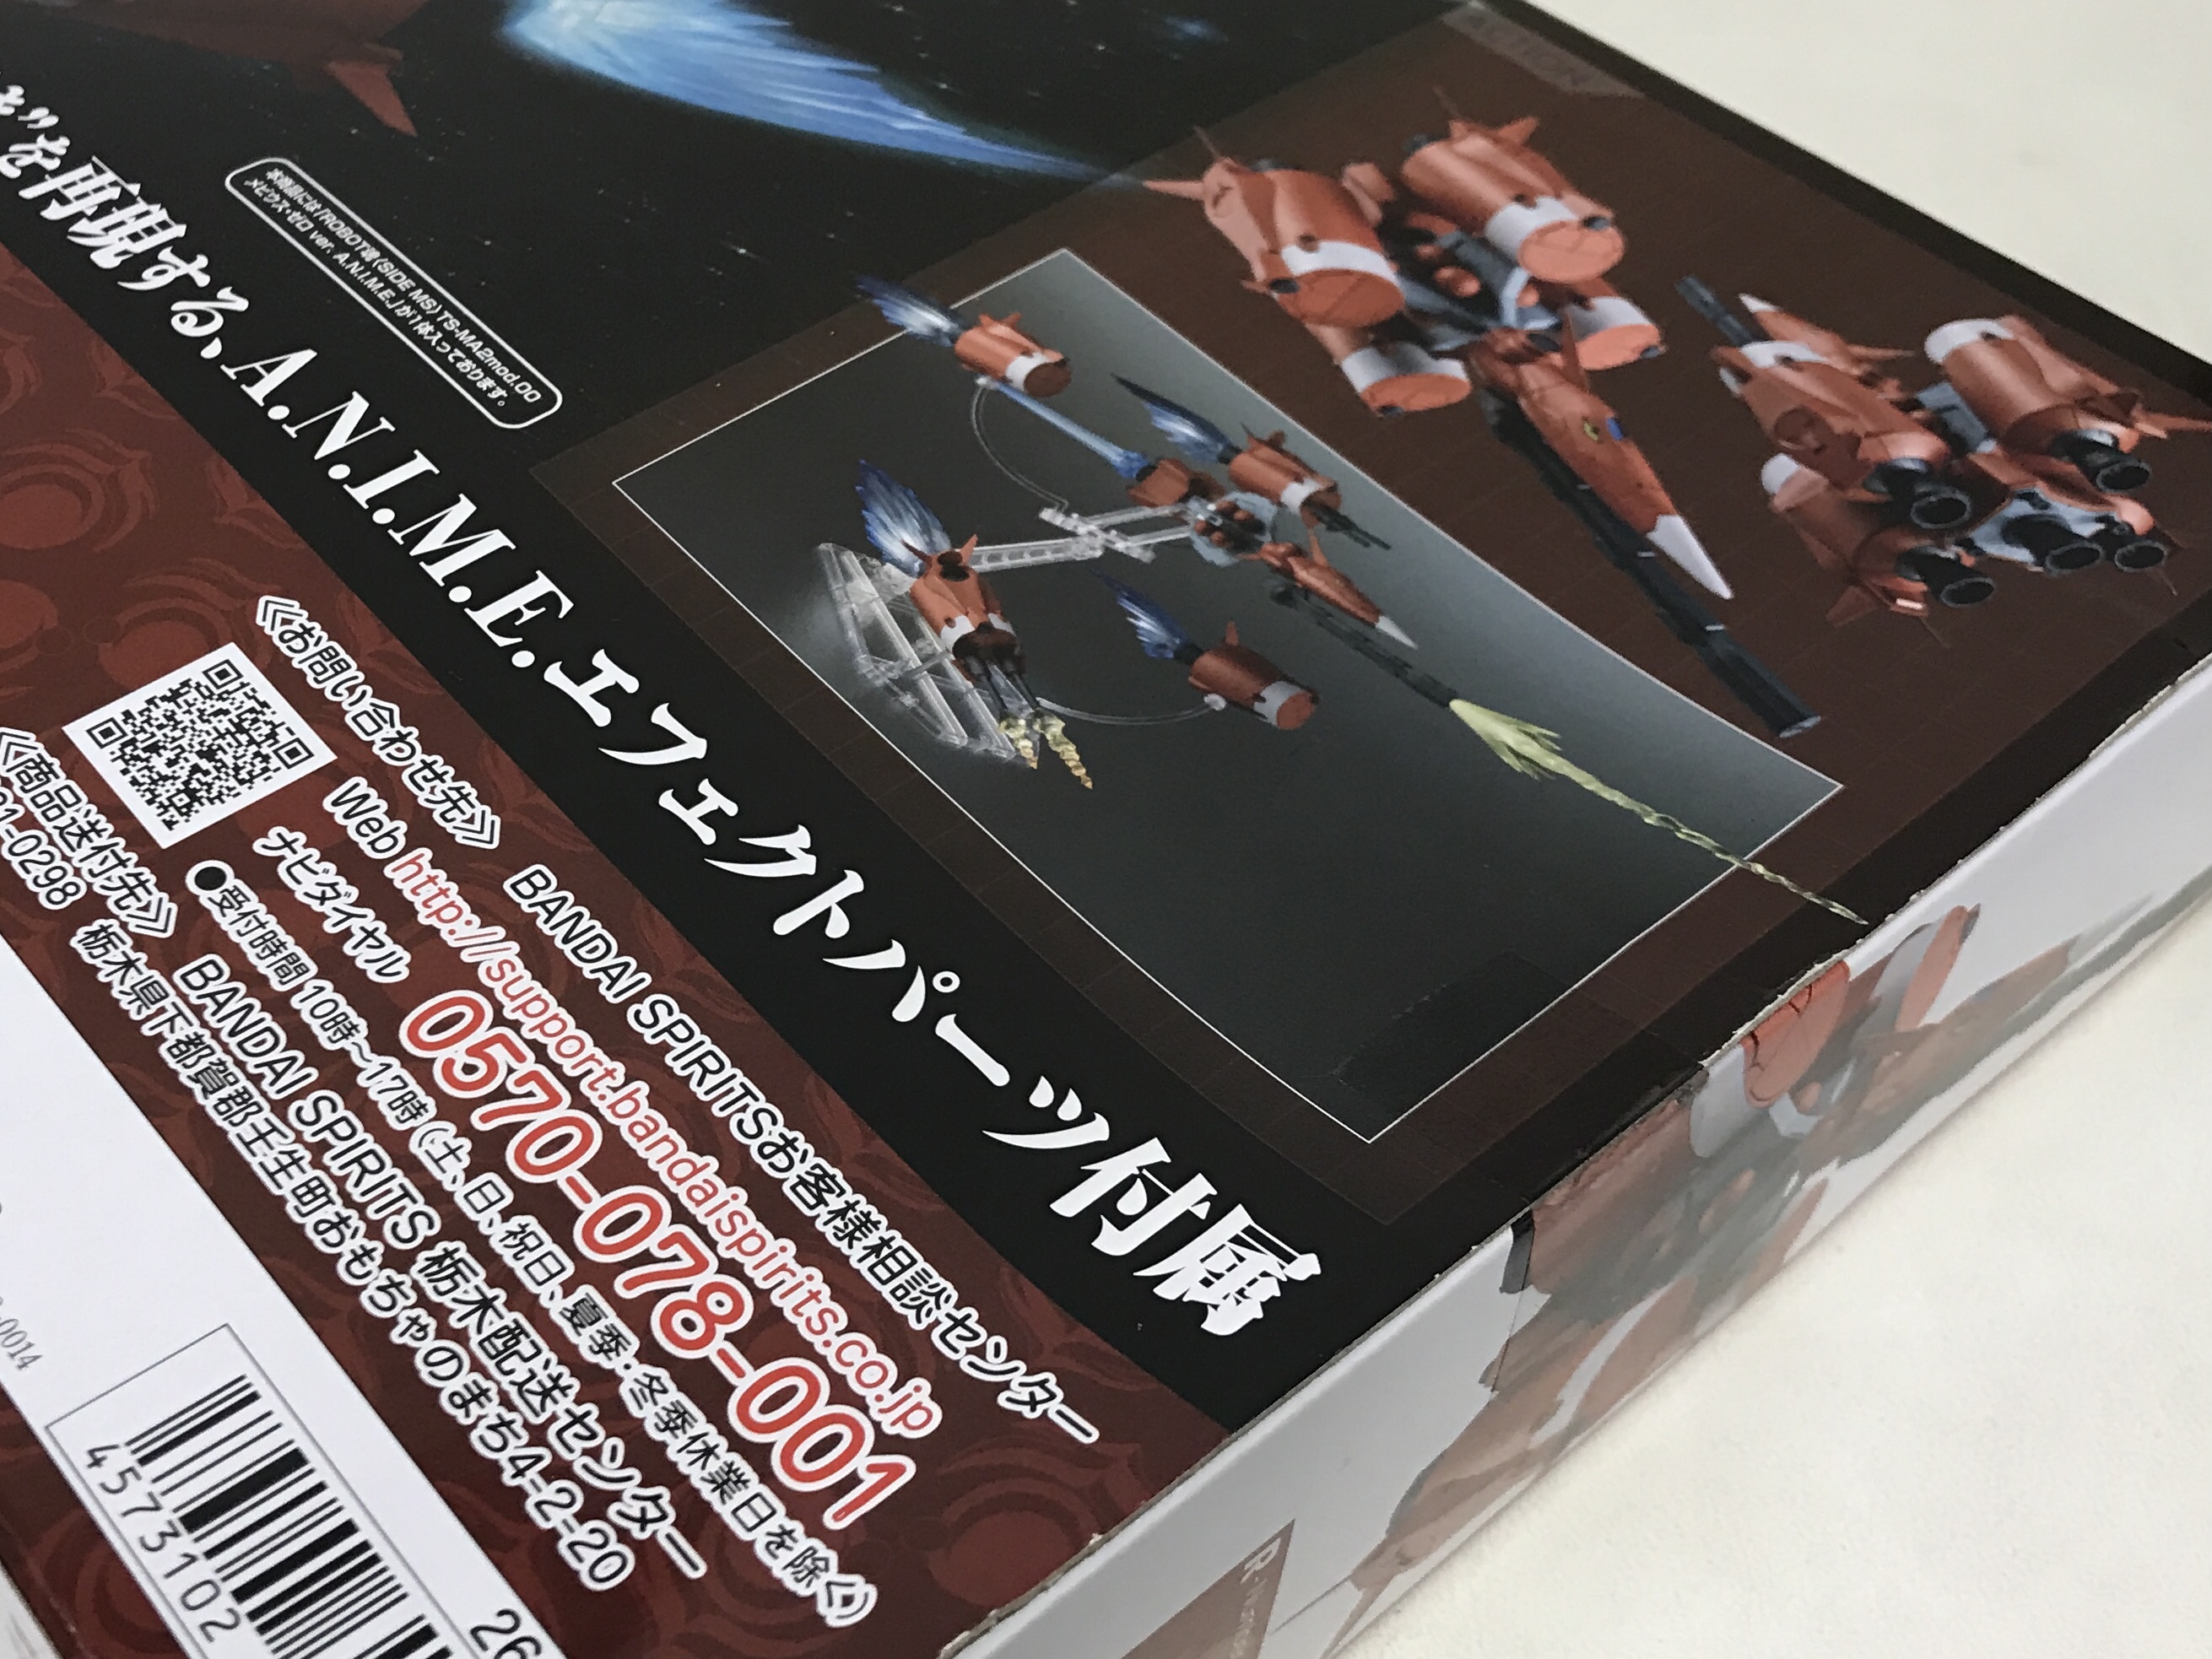 ”を再現する、A.N.I.M.E.エフェクトパーツ付属
本商品には「ROBOT魂〈SIDE MS〉TS-MA2mod.00
メビウス・ゼロ ver. A.N.I.M.E.」が1体入っております。
《お問い合わせ先》 BANDAI SPIRITSお客様相談センター
Web http://support.bandaispirits.co.jp
ナビダイヤル 0570-078-001
●受付時間 10時~17時 (土、日、祝日、夏季・冬季休業日を除く)
《商品送付先》 BANDAI SPIRITS 栃木配送センター
-0298 栃木県下都賀郡壬生町おもちゃのまち4-2-20
0014
4573102
26